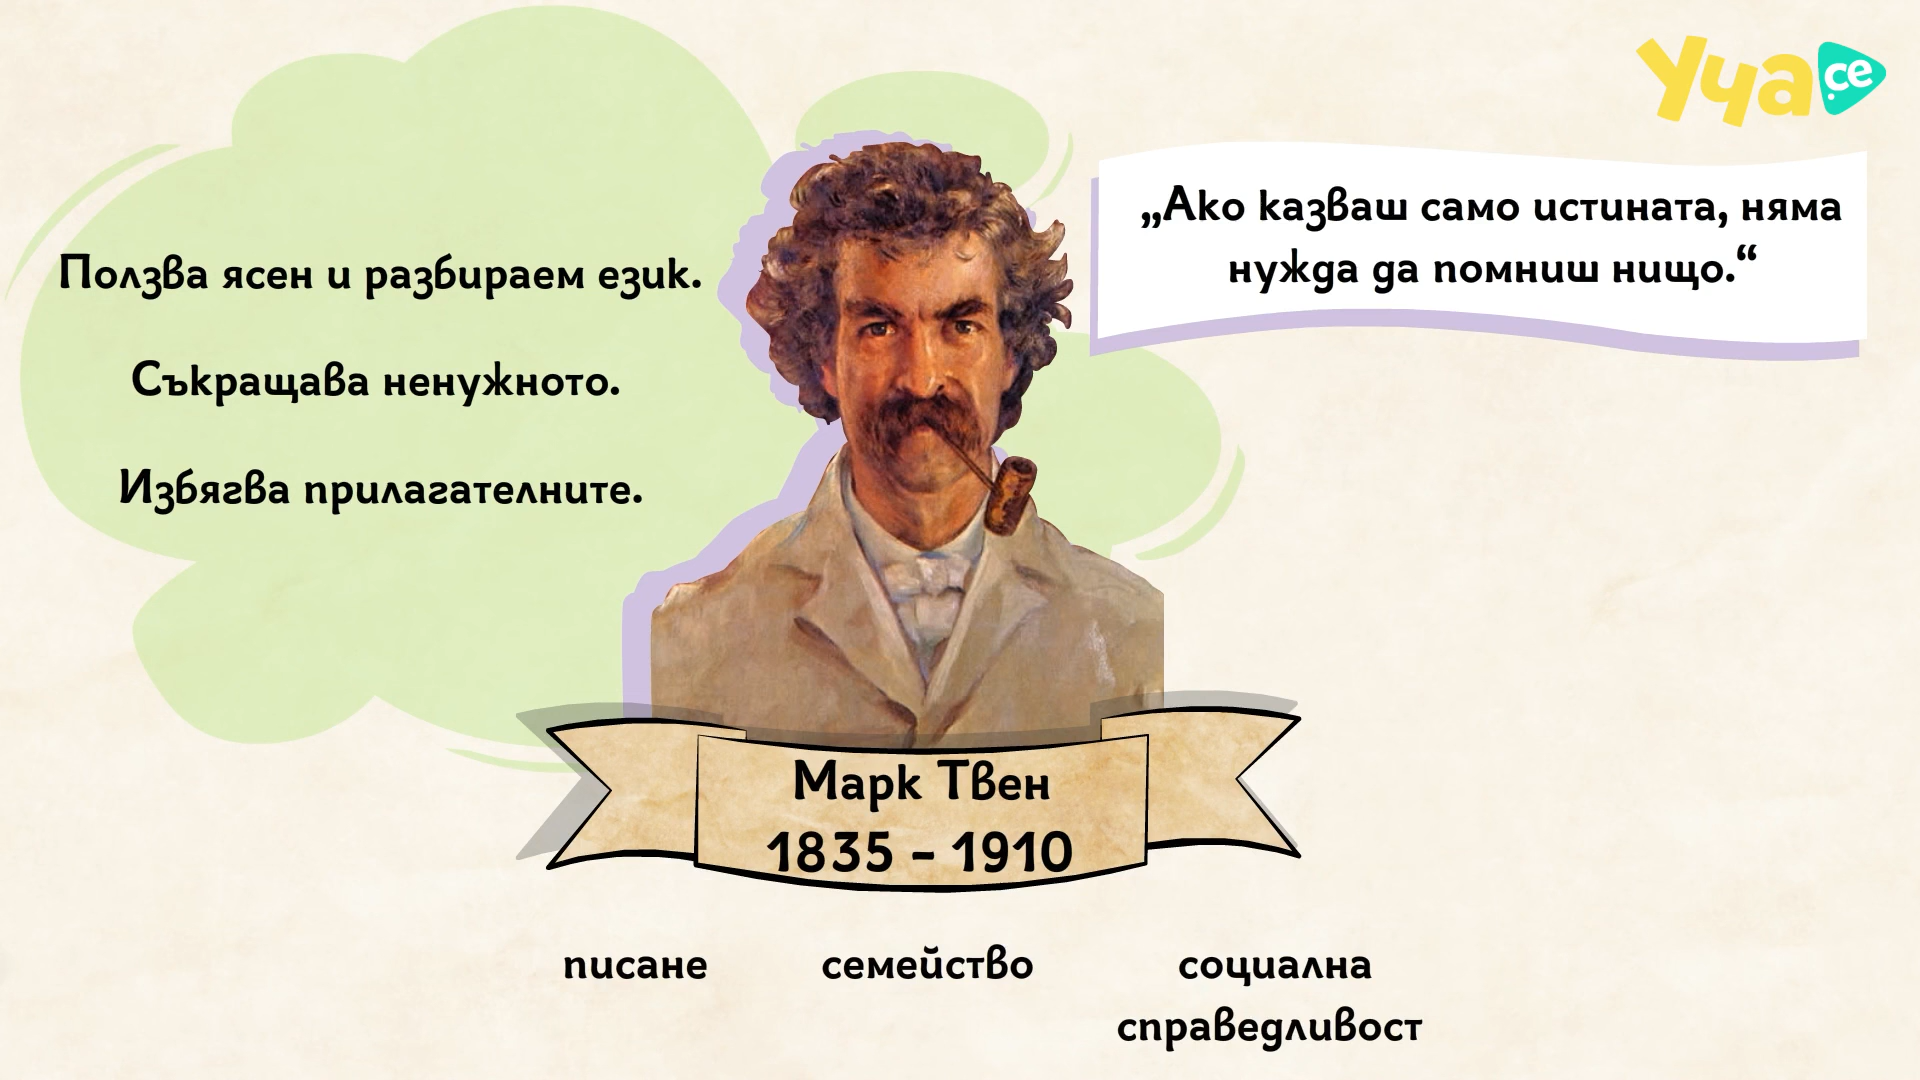 Уча.се
Ползва ясен и разбираем език.
Съкращава ненужното.
Избягва прилагателните.
„Ако казваш само истината, няма
нужда да помниш нищо.“
Марк Твен
1835 - 1910
писане
семейство
социална
справедливост